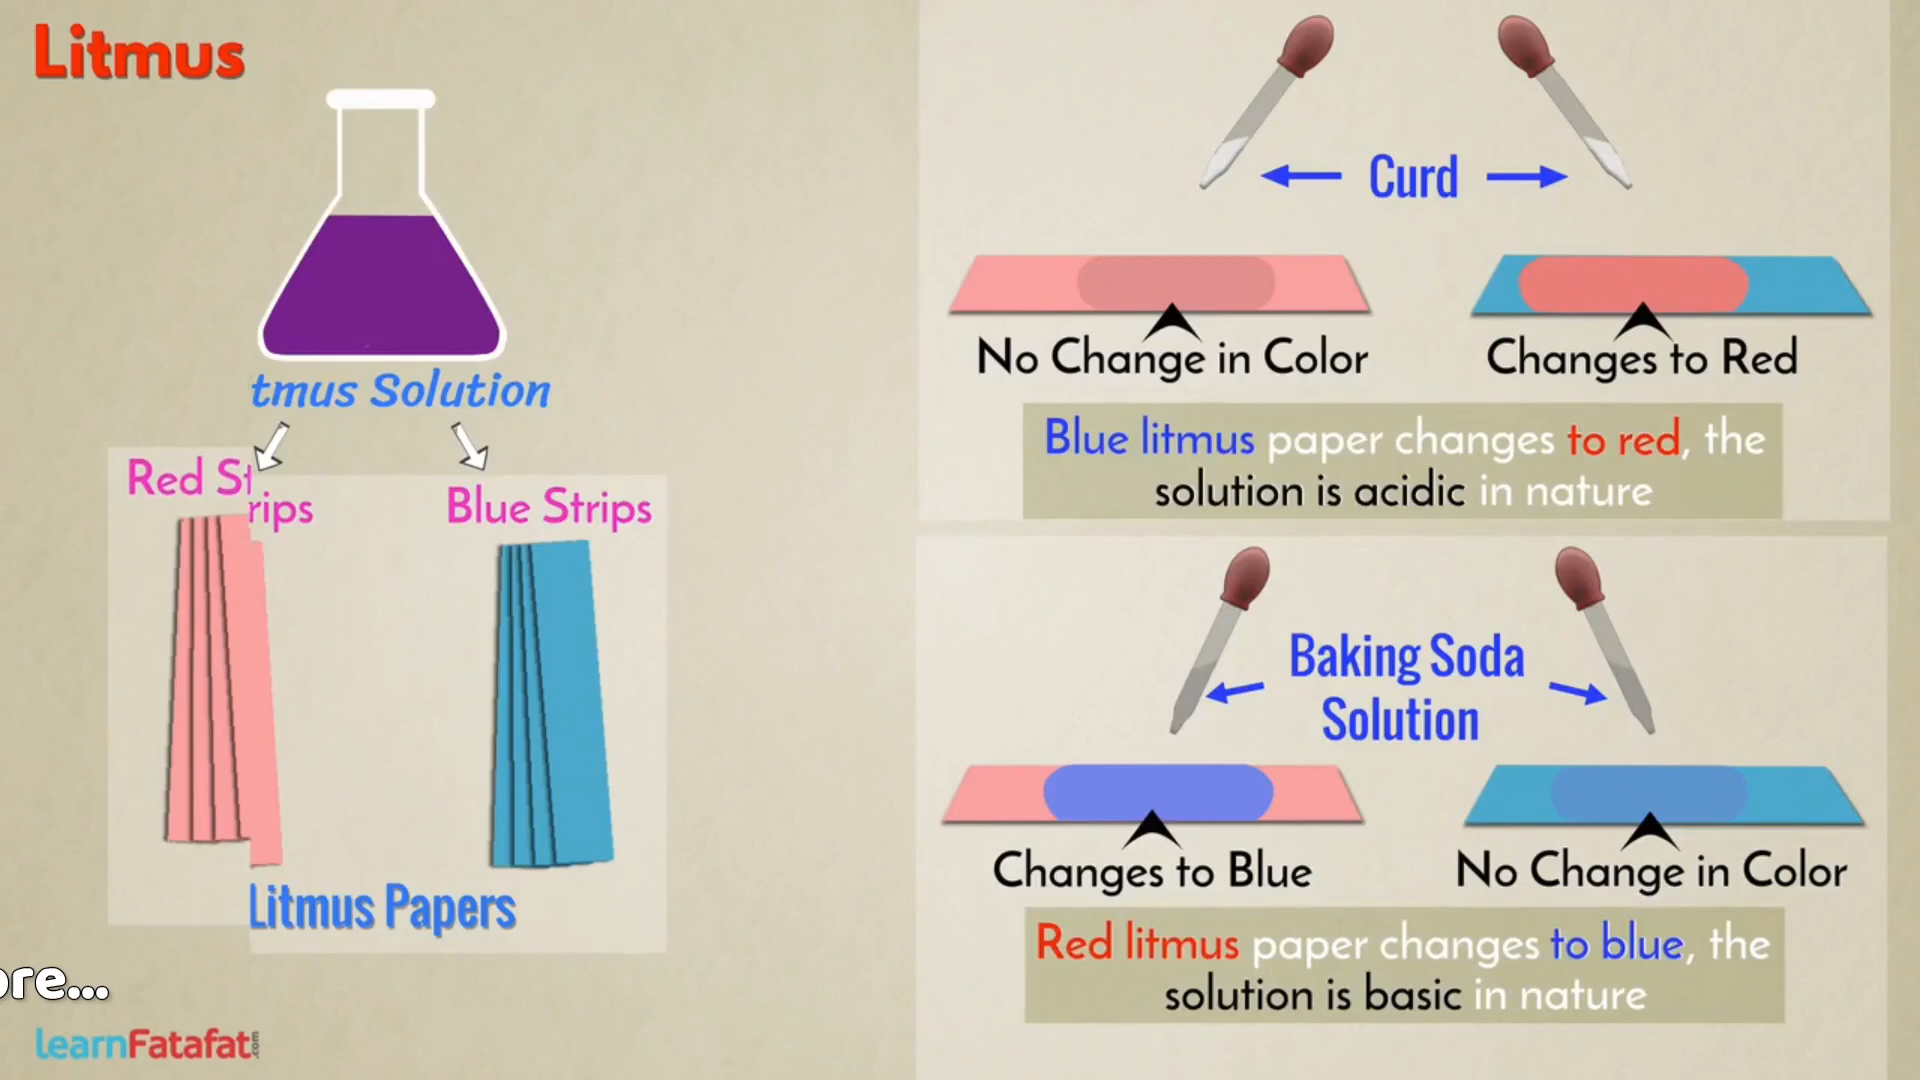 Litmus
tmus Solution
Red St
rips
Blue Strips
Litmus Papers
ore...
learnFatafat.com
Curd
No Change in Color
Changes to Red
Blue litmus paper changes to red, the
solution is acidic in nature
Baking Soda
Solution
Changes to Blue
No Change in Color
Red litmus paper changes to blue, the
solution is basic in nature